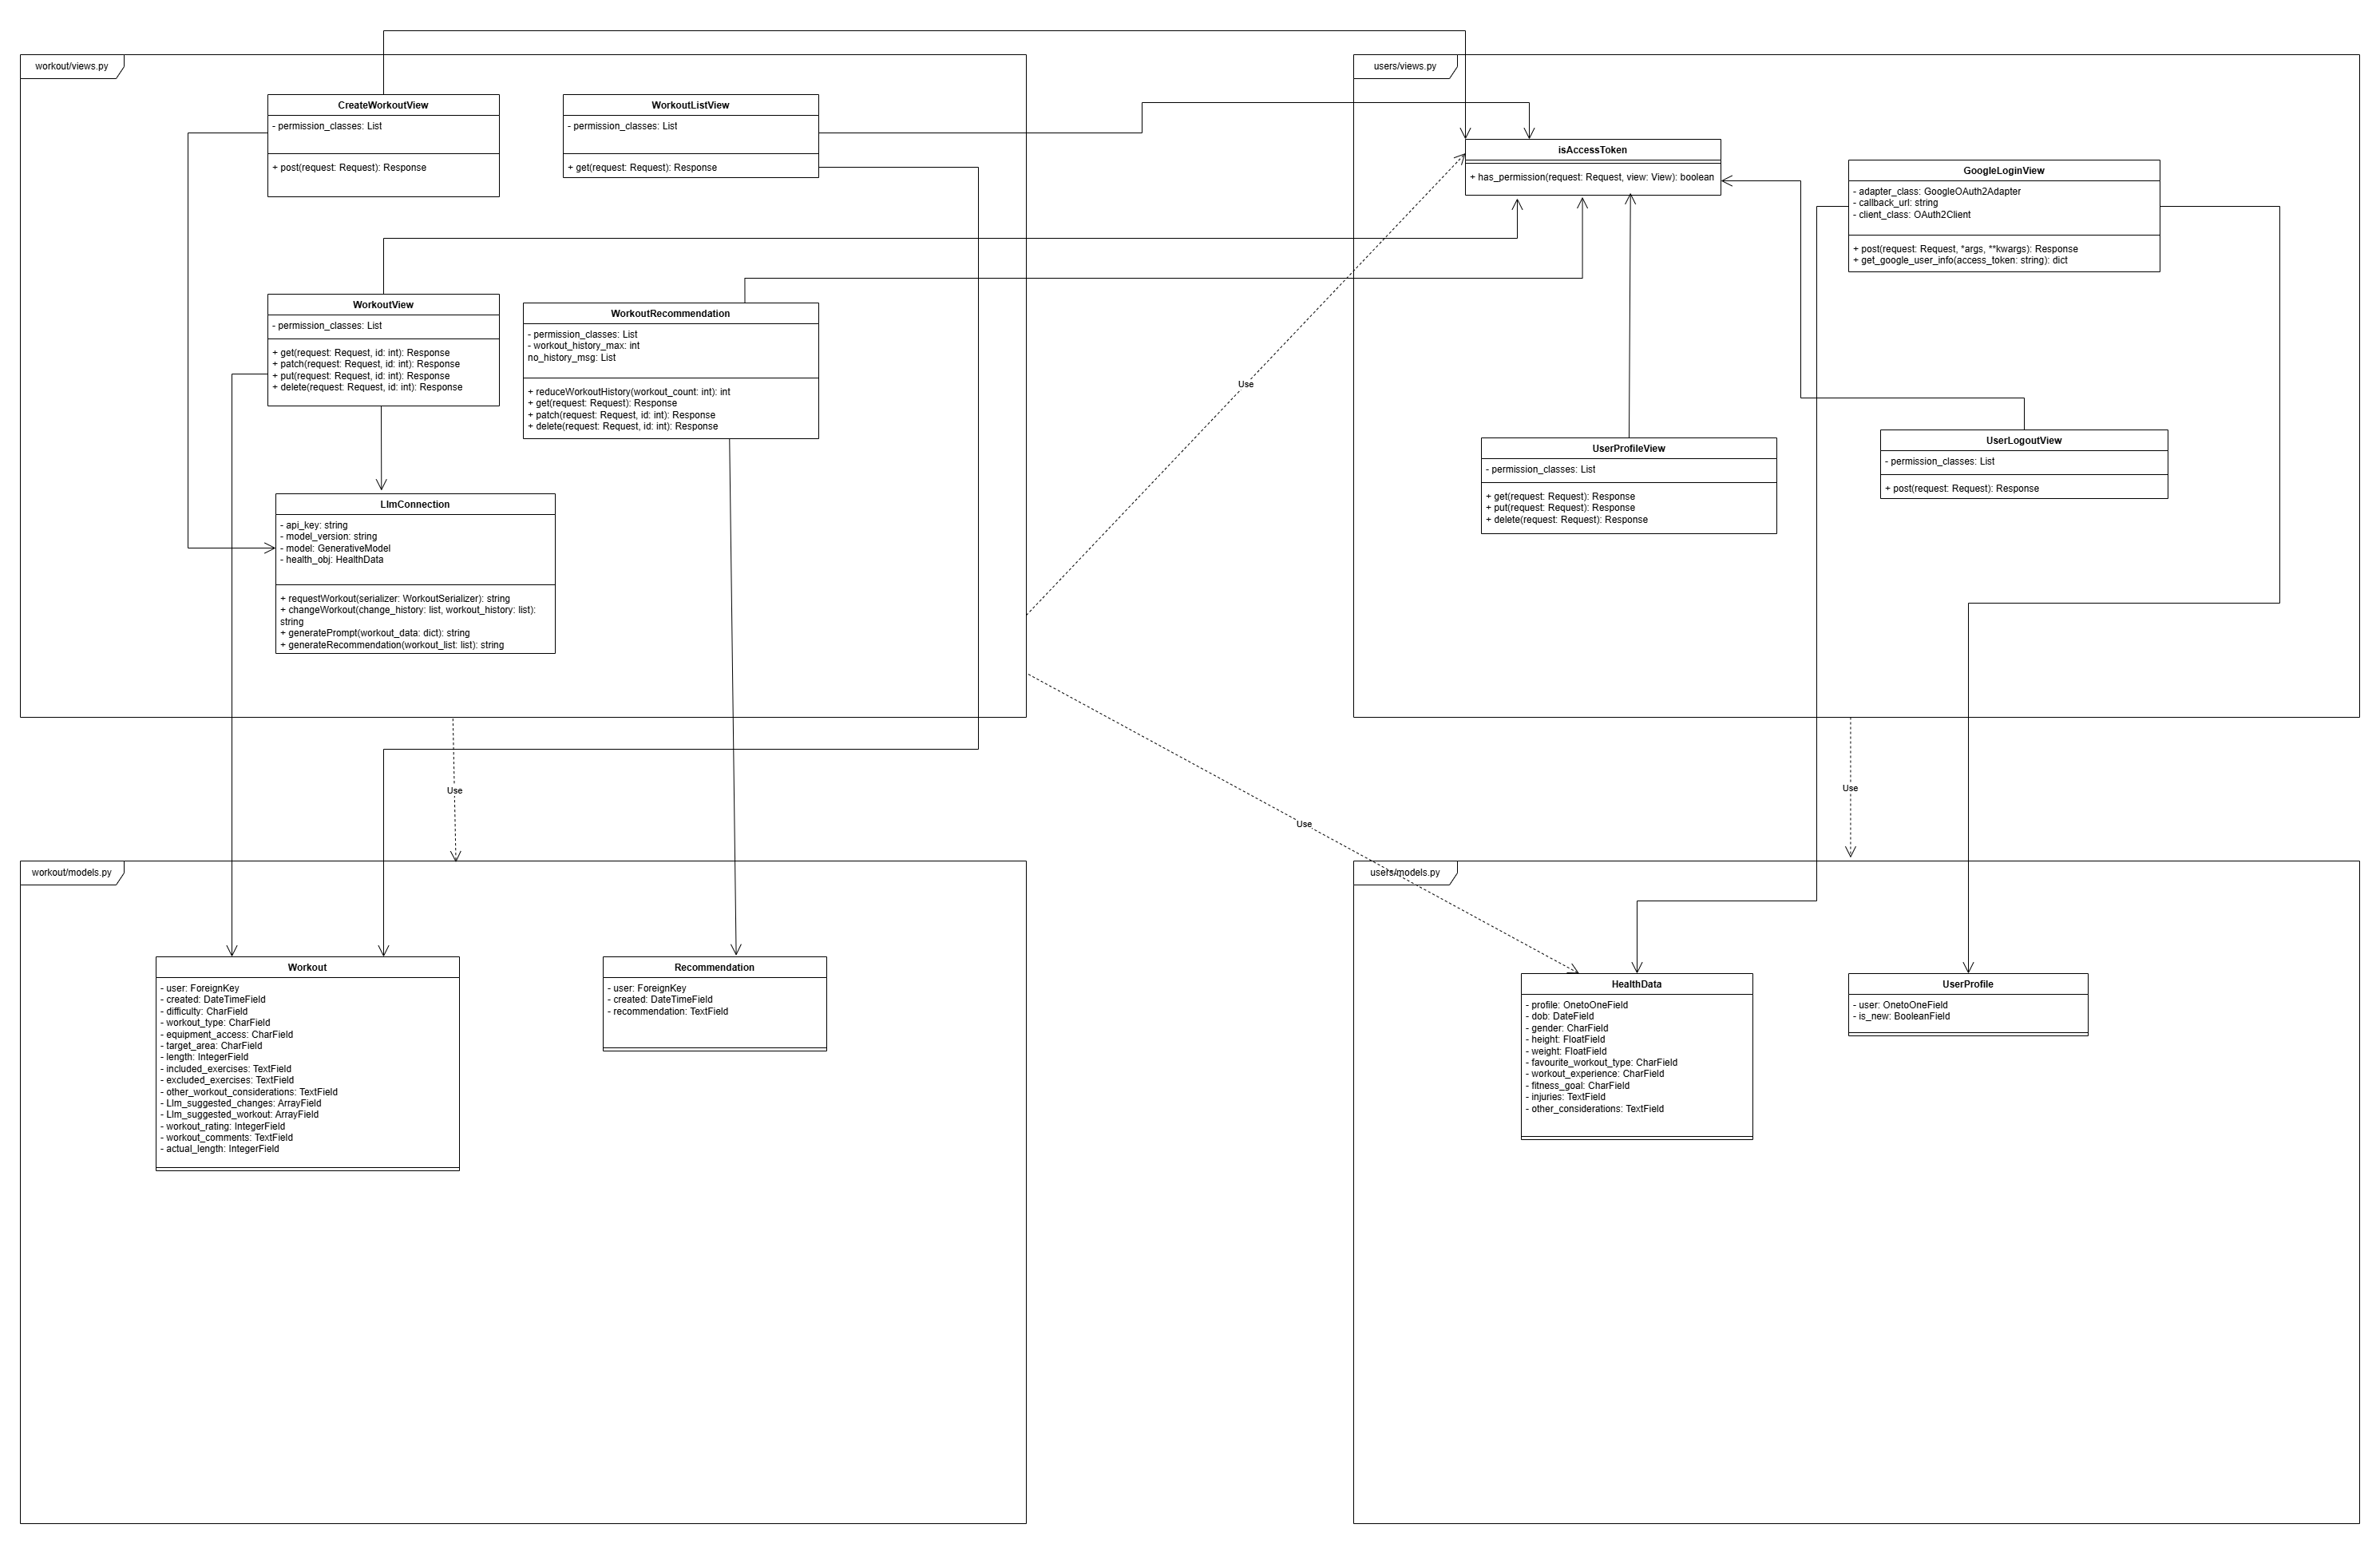 workout/views.py
CreateWorkoutView
- permission_classes: List
+ post(request: Request): Response
WorkoutListView
- permission_classes: List
+ get(request: Request): Response
WorkoutView
- permission_classes: List
+ get(request: Request, id: int): Response
+ patch(request: Request, id: int): Response
+ put(request: Request, id: int): Response
+ delete(request: Request, id: int): Response
WorkoutRecommendation
- permission_classes: List
- workout_history_max: int
no_history_msg: List
+ reduceWorkoutHistory(workout_count: int): int
+ get(request: Request): Response
+ patch(request: Request, id: int): Response
+ delete(request: Request, id: int): Response
LlmConnection
- api_key: string
- model_version: string
- model: GenerativeModel
- health_obj: HealthData
+ requestWorkout(serializer: WorkoutSerializer): string
+ changeWorkout(change_history: list, workout_history: list):
string
+ generatePrompt(workout_data: dict): string
+ generateRecommendation(workout_list: list): string
users/views.py
isAccessToken
+ has_permission(request: Request, view: View): boolean
GoogleLoginView
- adapter_class: GoogleOAuth2Adapter
- callback_url: string
- client_class: OAuth2Client
+ post(request: Request, *args, **kwargs): Response
+ get_google_user_info(access_token: string): dict
UserProfileView
- permission_classes: List
+ get(request: Request): Response
+ put(request: Request): Response
+ delete(request: Request): Response
UserLogoutView
- permission_classes: List
+ post(request: Request): Response
Use
Use
Use
Use
workout/models.py
Workout
- user: ForeignKey
- created: DateTimeField
- difficulty: CharField
- workout_type: CharField
- equipment_access: CharField
- target_area: CharField
- length: IntegerField
- included_exercises: TextField
- excluded_exercises: TextField
- other_workout_considerations: TextField
- Llm_suggested_changes: ArrayField
- Llm_suggested_workout: ArrayField
- workout_rating: IntegerField
- workout_comments: TextField
- actual_length: IntegerField
Recommendation
- user: ForeignKey
- created: DateTimeField
- recommendation: TextField
users/models.py
HealthData
- profile: OnetoOneField
- dob: DateField
- gender: CharField
- height: FloatField
- weight: FloatField
- favourite_workout_type: CharField
- workout_experience: CharField
- fitness_goal: CharField
- injuries: TextField
- other_considerations: TextField
UserProfile
- user: OnetoOneField
- is_new: BooleanField